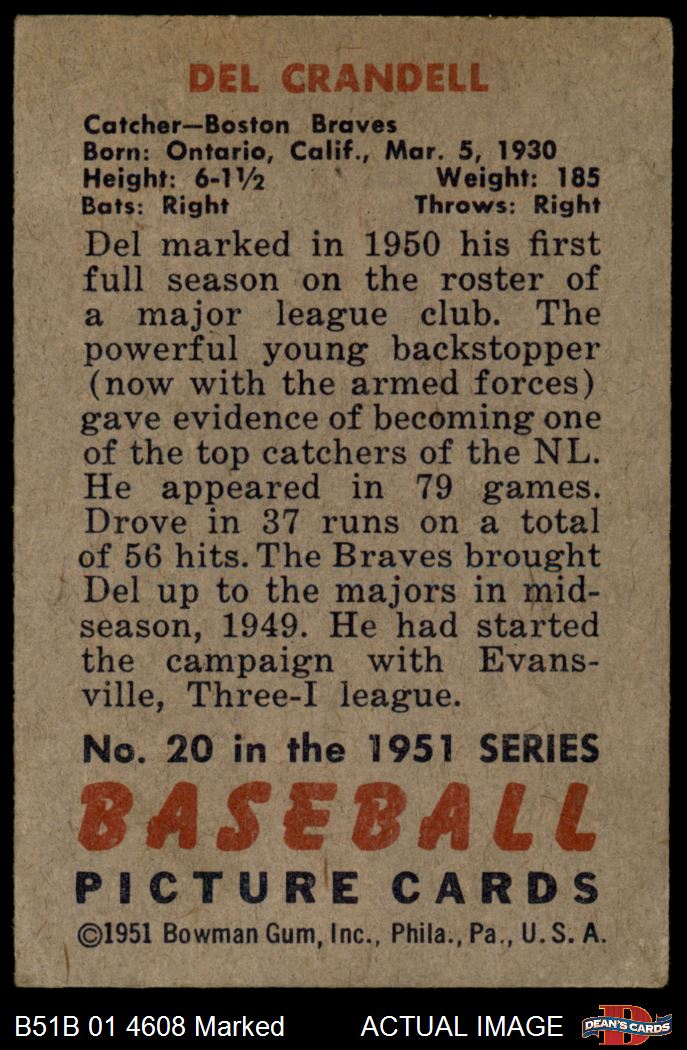 DEL CRANDELL
Catcher—Boston Braves
Born: Ontario, Calif., Mar. 5, 1930
Height: 6-1½ Weight: 185
Bats: Right Throws: Right
Del marked in 1950 his first
full season on the roster of
a major league club. The
powerful young backstopper
(now with the armed forces)
gave evidence of becoming one
of the top catchers of the NL.
He appeared in 79 games.
Drove in 37 runs on a total
of 56 hits. The Braves brought
Del up to the majors in mid-
season, 1949. He had started
the campaign with Evans-
ville, Three-I league.
No. 20 in the 1951 SERIES
BASEBALL
PICTURE CARDS
©1951 Bowman Gum, Inc., Phila., Pa., U. S. A.
B51B 01 4608 Marked ACTUAL IMAGE
D
DEAN'S CARDS